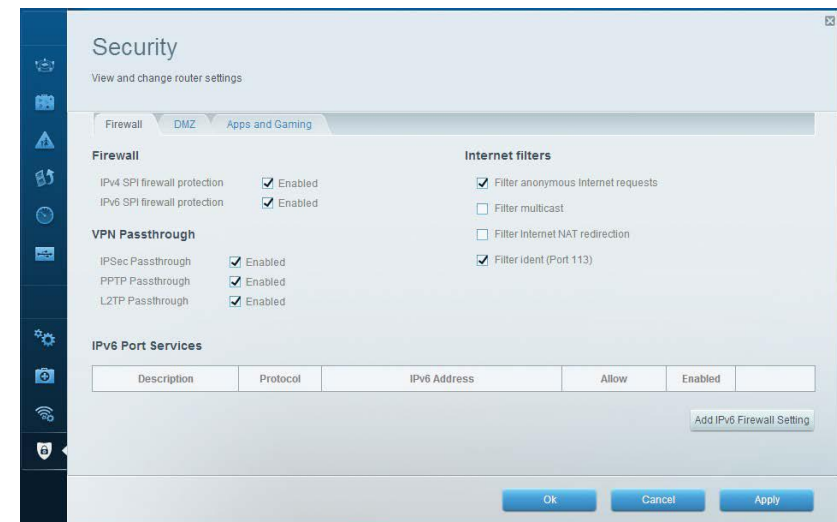 Security
View and change router settings
Firewall DMZ Apps and Gaming
Firewall
IPv4 SPI firewall protection Enabled
IPv6 SPI firewall protection Enabled
VPN Passthrough
IPSec Passthrough Enabled
PPTP Passthrough Enabled
L2TP Passthrough Enabled
Internet filters
Filter anonymous Internet requests
Filter multicast
Filter Internet NAT redirection
Filter ident (Port 113)
IPv6 Port Services
Description Protocol IPv6 Address Allow Enabled
Add IPv6 Firewall Setting
Ok Cancel Apply